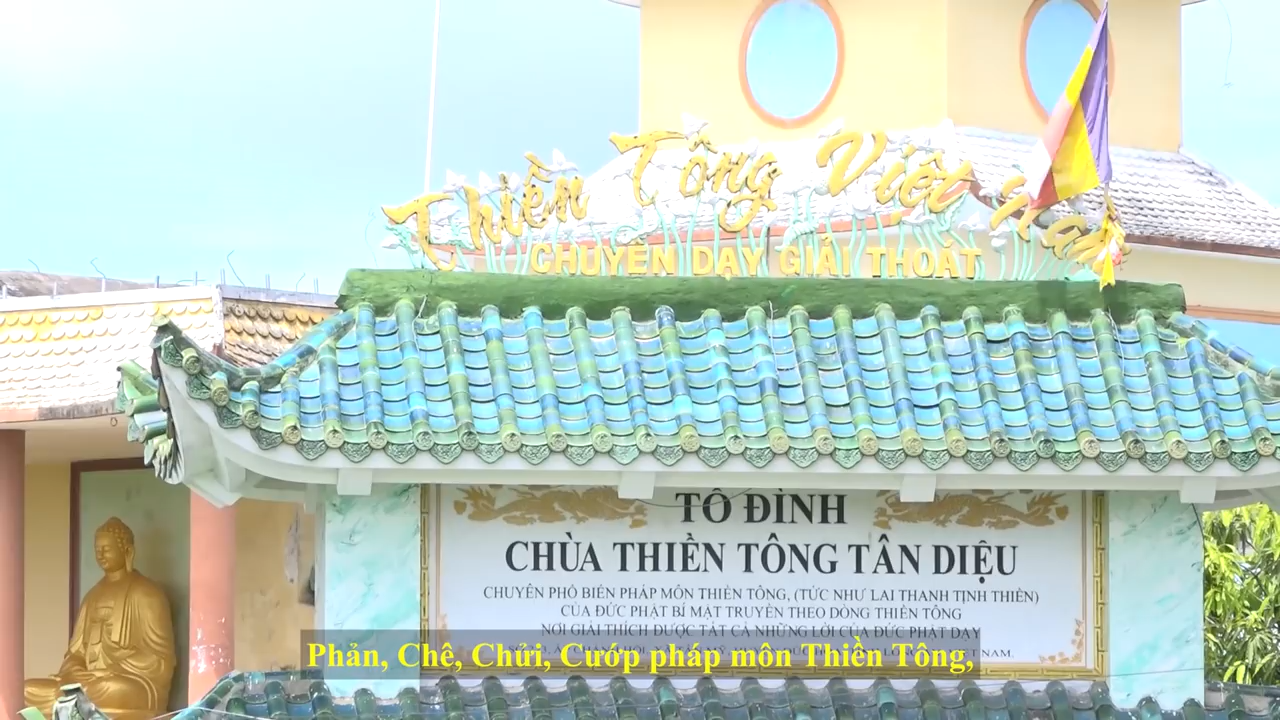 Thiền Tông Việt Nam
CHUYÊN DẠY GIẢI THOÁT
TỔ ĐÌNH
CHÙA THIỀN TÔNG TÂN DIỆU
CHUYÊN PHỔ BIẾN PHÁP MÔN THIỀN TÔNG, (TỨC NHƯ LAI THANH TỊNH THIỀN)
CỦA ĐỨC PHẬT BÍ MẬT TRUYỀN THEO DÒNG THIỀN TÔNG
NƠI GIẢI THÍCH ĐƯỢC TẤT CẢ NHỮNG LỜI CỦA ĐỨC PHẬT DẠY
Phản, Chê, Chửi, Cướp pháp môn Thiền Tông,